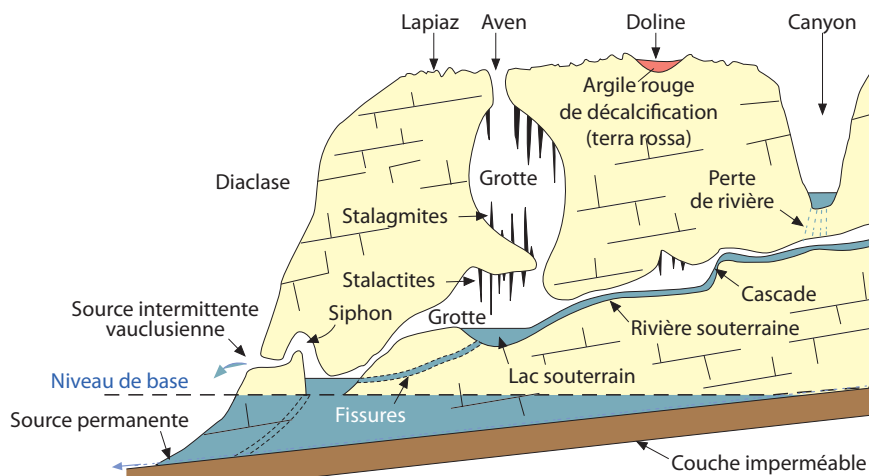 Lapiaz
Aven
Doline
Canyon
Argile rouge
de décalcification
(terra rossa)
Diaclase
Grotte
Perte
de rivière
Stalagmites
Stalactites
Source intermittente
vauclusienne
Siphon
Grotte
Cascade
Rivière souterraine
Niveau de base
Lac souterrain
Fissures
Source permanente
Couche imperméable